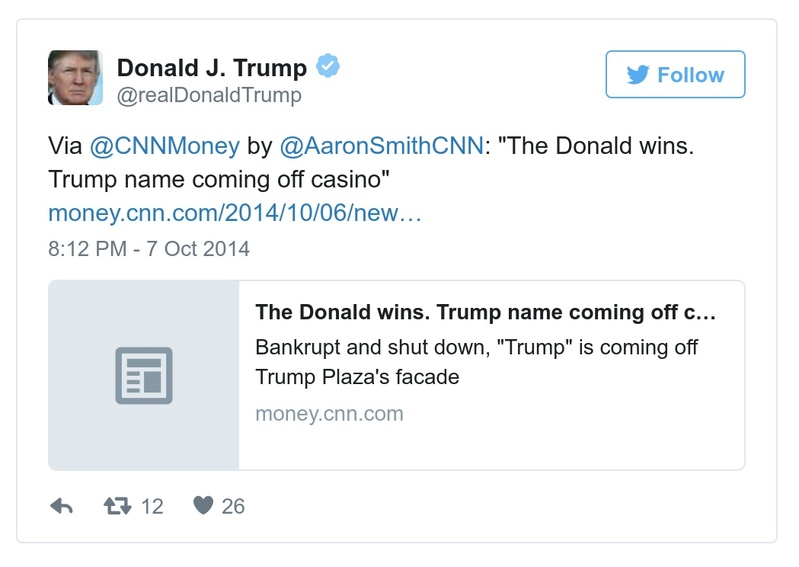 Donald J. Trump
@realDonaldTrump
Follow
Via @CNNMoney by @AaronSmithCNN: "The Donald wins.
Trump name coming off casino"
money.cnn.com/2014/10/06/new…
8:12 PM - 7 Oct 2014
The Donald wins. Trump name coming off c…
Bankrupt and shut down, "Trump" is coming off
Trump Plaza's facade
money.cnn.com
12
26